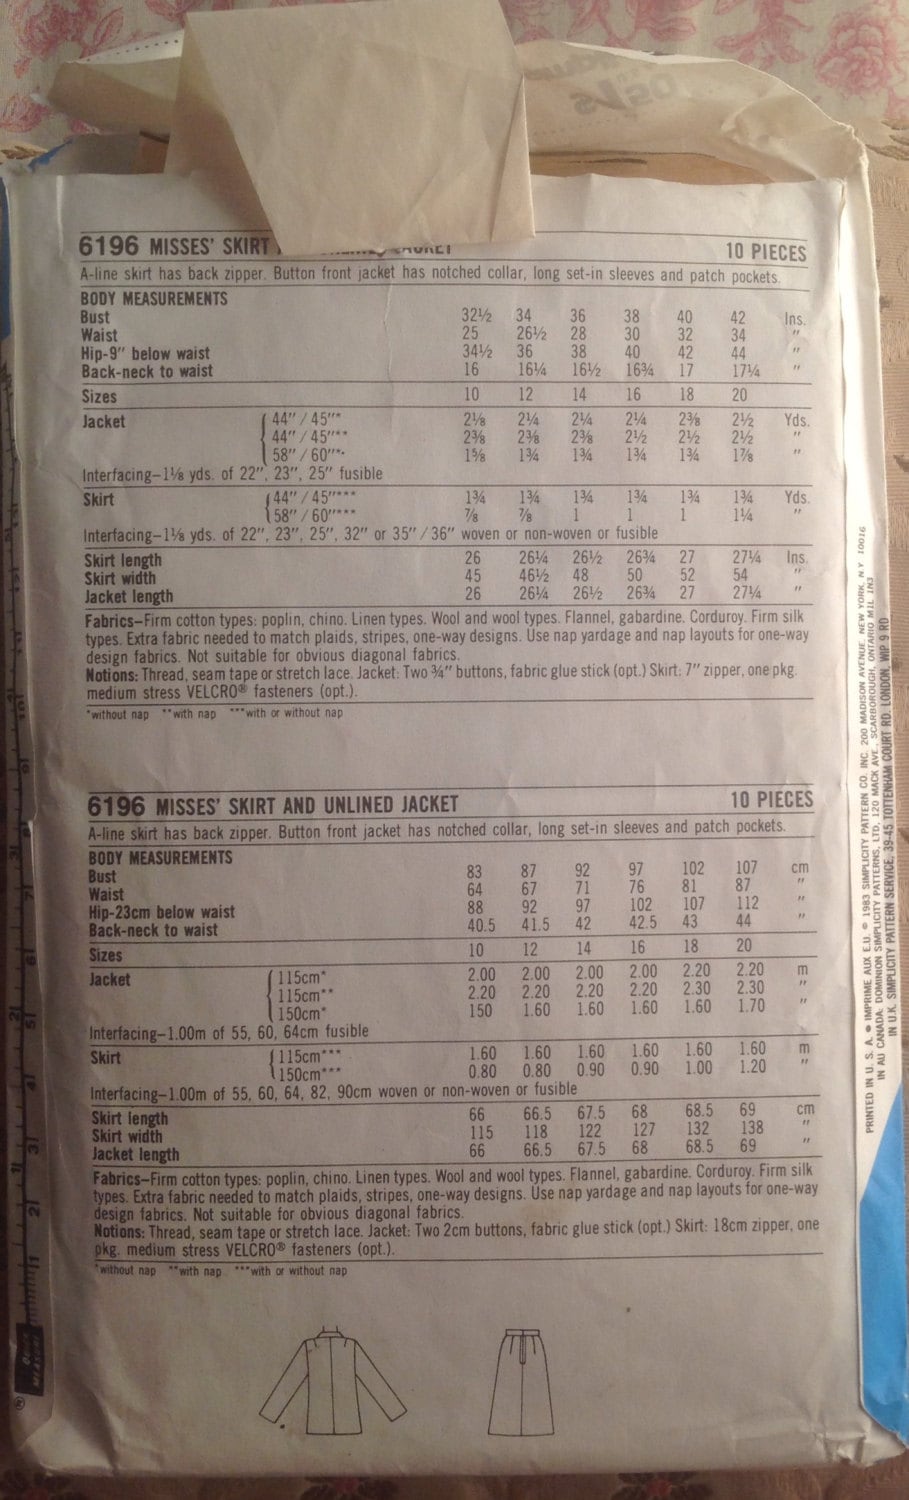 6196 MISSES' SKIRT JACKET 10 PIECES
A-line skirt has back zipper. Button front jacket has notched collar, long set-in sleeves and patch pockets.
BODY MEASUREMENTS
Bust 32½ 34 36 38 40 42 Ins.
Waist 25 26½ 28 30 32 34 "
Hip-9" below waist 34½ 36 38 40 42 44 "
Back-neck to waist 16 16¼ 16½ 16¾ 17 17¼ "
Sizes 10 12 14 16 18 20
Jacket 44"/45"* 2⅛ 2¼ 2¼ 2¼ 2⅜ 2½ Yds.
44"/45"** 2⅜ 2⅜ 2⅜ 2½ 2½ 2½ "
58"/60"** 1⅝ 1¾ 1¾ 1¾ 1¾ 1⅞ "
Interfacing–1⅛ yds. of 22", 23", 25" fusible
Skirt 44"/45"*** 1¾ 1¾ 1¾ 1¾ 1¾ 1¾ Yds.
58"/60"*** ⅞ ⅞ 1 1 1 1¼ "
Interfacing–1⅛ yds. of 22", 23", 25", 32" or 35"/36" woven or non-woven or fusible
Skirt length 26 26¼ 26½ 26¾ 27 27¼ Ins.
Skirt width 45 46½ 48 50 52 54 "
Jacket length 26 26¼ 26½ 26¾ 27 27¼ "
Fabrics–Firm cotton types: poplin, chino. Linen types. Wool and wool types. Flannel, gabardine. Corduroy. Firm silk
types. Extra fabric needed to match plaids, stripes, one-way designs. Use nap yardage and nap layouts for one-way
design fabrics. Not suitable for obvious diagonal fabrics.
Notions: Thread, seam tape or stretch lace. Jacket: Two ¾" buttons, fabric glue stick (opt.) Skirt: 7" zipper, one pkg.
medium stress VELCRO® fasteners (opt.).
*without nap **with nap ***with or without nap
6196 MISSES' SKIRT AND UNLINED JACKET 10 PIECES
A-line skirt has back zipper. Button front jacket has notched collar, long set-in sleeves and patch pockets.
BODY MEASUREMENTS
Bust 83 87 92 97 102 107 cm
Waist 64 67 71 76 81 87 "
Hip-23cm below waist 88 92 97 102 107 112 "
Back-neck to waist 40.5 41.5 42 42.5 43 44 "
Sizes 10 12 14 16 18 20
Jacket 115cm* 2.00 2.00 2.00 2.00 2.20 2.20 m
115cm** 2.20 2.20 2.20 2.20 2.30 2.30 "
150cm* 150 1.60 1.60 1.60 1.60 1.70 "
Interfacing–1.00m of 55, 60, 64cm fusible
Skirt 115cm*** 1.60 1.60 1.60 1.60 1.60 1.60 m
150cm*** 0.80 0.80 0.90 0.90 1.00 1.20 "
Interfacing–1.00m of 55, 60, 64, 82, 90cm woven or non-woven or fusible
Skirt length 66 66.5 67.5 68 68.5 69 cm
Skirt width 115 118 122 127 132 138 "
Jacket length 66 66.5 67.5 68 68.5 69 "
Fabrics–Firm cotton types: poplin, chino. Linen types. Wool and wool types. Flannel, gabardine. Corduroy. Firm silk
types. Extra fabric needed to match plaids, stripes, one-way designs. Use nap yardage and nap layouts for one-way
design fabrics. Not suitable for obvious diagonal fabrics.
Notions: Thread, seam tape or stretch lace. Jacket: Two 2cm buttons, fabric glue stick (opt.) Skirt: 18cm zipper, one
pkg. medium stress VELCRO® fasteners (opt.).
*without nap **with nap ***with or without nap
PRINTED IN U. S. A. ● IMPRIME AUX E.U. ● 1983 SIMPLICITY PATTERN CO. INC. 200 MADISON AVENUE, NEW YORK, N.Y. 10016
IN AU CANADA: DOMINION SIMPLICITY PATTERNS, LTD, 120 MACK AVE., SCARBOROUGH, ONTARIO M1L 1N3
IN U.K. SIMPLICITY PATTERN SERVICE, 39-45 TOTTENHAM COURT RD. LONDON, WIP 9 RD